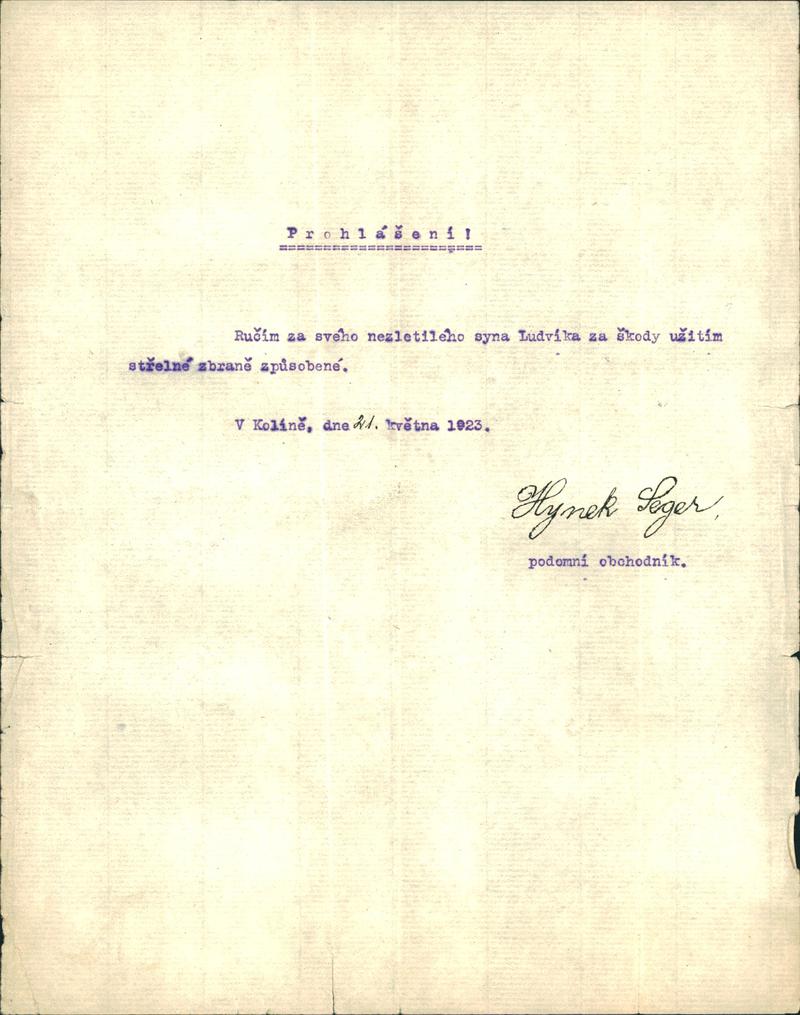 Prohlášení!
Ručím za svého nezletilého syna Ludvíka za škody užitím
střelné zbraně způsobené.
V Kolíně, dne 21. května 1923.
Hynek Seger,
podomní obchodník.